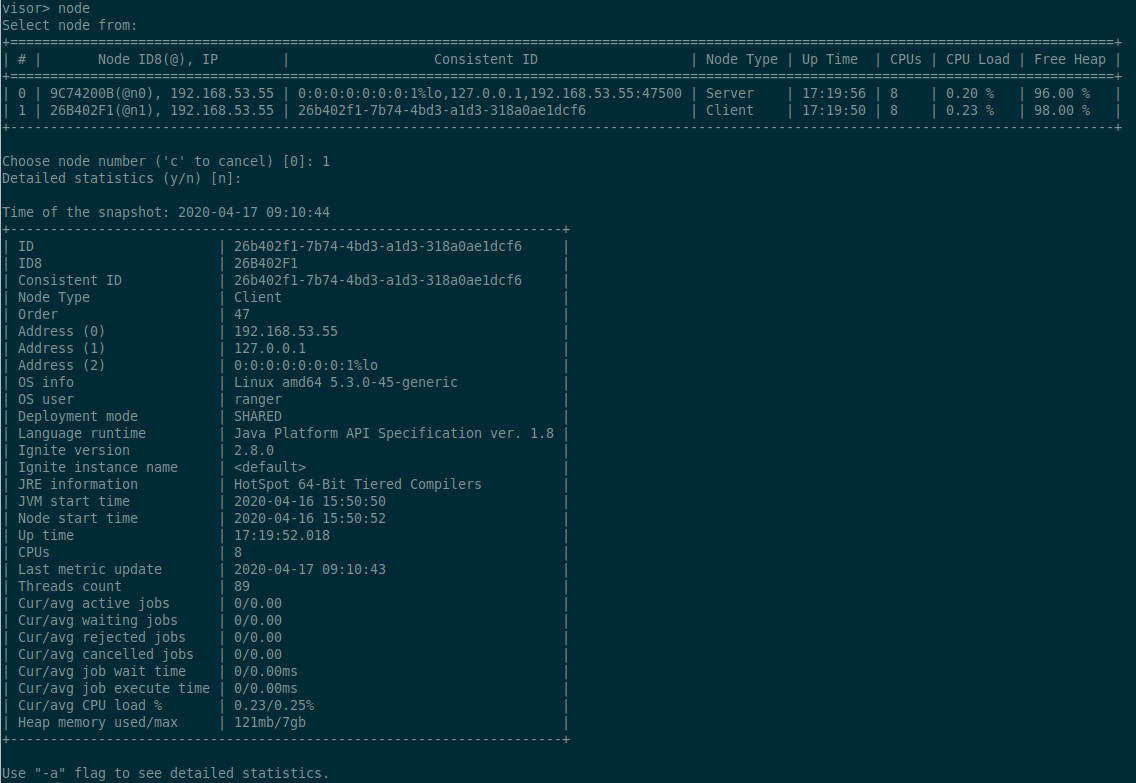 visor> node
Select node from:
+==========================================================================================================================================+
| # |       Node ID8(@), IP        |                  Consistent ID                   | Node Type | Up Time  | CPUs | CPU Load | Free Heap |
+==========================================================================================================================================+
| 0 | 9C74200B(@n0), 192.168.53.55 | 0:0:0:0:0:0:0:1%lo,127.0.0.1,192.168.53.55:47500 | Server    | 17:19:56 | 8    | 0.20 %   | 96.00 %   |
| 1 | 26B402F1(@n1), 192.168.53.55 | 26b402f1-7b74-4bd3-a1d3-318a0ae1dcf6             | Client    | 17:19:50 | 8    | 0.23 %   | 98.00 %   |
+------------------------------------------------------------------------------------------------------------------------------------------+
Choose node number ('c' to cancel) [0]: 1
Detailed statistics (y/n) [n]:
Time of the snapshot: 2020-04-17 09:10:44
+---------------------------------------------------------------------+
| ID                       | 26b402f1-7b74-4bd3-a1d3-318a0ae1dcf6     |
| ID8                      | 26B402F1                                 |
| Consistent ID            | 26b402f1-7b74-4bd3-a1d3-318a0ae1dcf6     |
| Node Type                | Client                                   |
| Order                    | 47                                       |
| Address (0)              | 192.168.53.55                            |
| Address (1)              | 127.0.0.1                                |
| Address (2)              | 0:0:0:0:0:0:0:1%lo                       |
| OS info                  | Linux amd64 5.3.0-45-generic             |
| OS user                  | ranger                                   |
| Deployment mode          | SHARED                                   |
| Language runtime         | Java Platform API Specification ver. 1.8 |
| Ignite version           | 2.8.0                                    |
| Ignite instance name     | <default>                                |
| JRE information          | HotSpot 64-Bit Tiered Compilers          |
| JVM start time           | 2020-04-16 15:50:50                      |
| Node start time          | 2020-04-16 15:50:52                      |
| Up time                  | 17:19:52.018                             |
| CPUs                     | 8                                        |
| Last metric update       | 2020-04-17 09:10:43                      |
| Threads count            | 89                                       |
| Cur/avg active jobs      | 0/0.00                                   |
| Cur/avg waiting jobs     | 0/0.00                                   |
| Cur/avg rejected jobs    | 0/0.00                                   |
| Cur/avg cancelled jobs   | 0/0.00                                   |
| Cur/avg job wait time    | 0/0.00ms                                 |
| Cur/avg job execute time | 0/0.00ms                                 |
| Cur/avg CPU load %       | 0.23/0.25%                               |
| Heap memory used/max     | 121mb/7gb                                |
+---------------------------------------------------------------------+
Use "-a" flag to see detailed statistics.